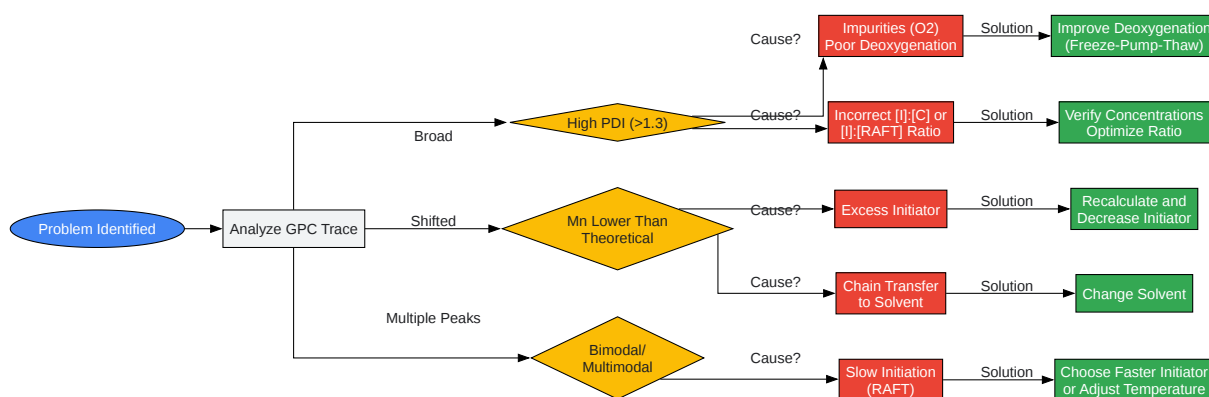 Problem Identified
Analyze GPC Trace
Broad
High PDI (>1.3)
Cause?
Impurities (O2)
Poor Deoxygenation
Solution
Improve Deoxygenation
(Freeze-Pump-Thaw)
Cause?
Incorrect [I]:[C] or
[I]:[RAFT] Ratio
Solution
Verify Concentrations
Optimize Ratio
Shifted
Mn Lower Than
Theoretical
Cause?
Excess Initiator
Solution
Recalculate and
Decrease Initiator
Cause?
Chain Transfer
to Solvent
Solution
Change Solvent
Multiple Peaks
Bimodal/
Multimodal
Cause?
Slow Initiation
(RAFT)
Solution
Choose Faster Initiator
or Adjust Temperature